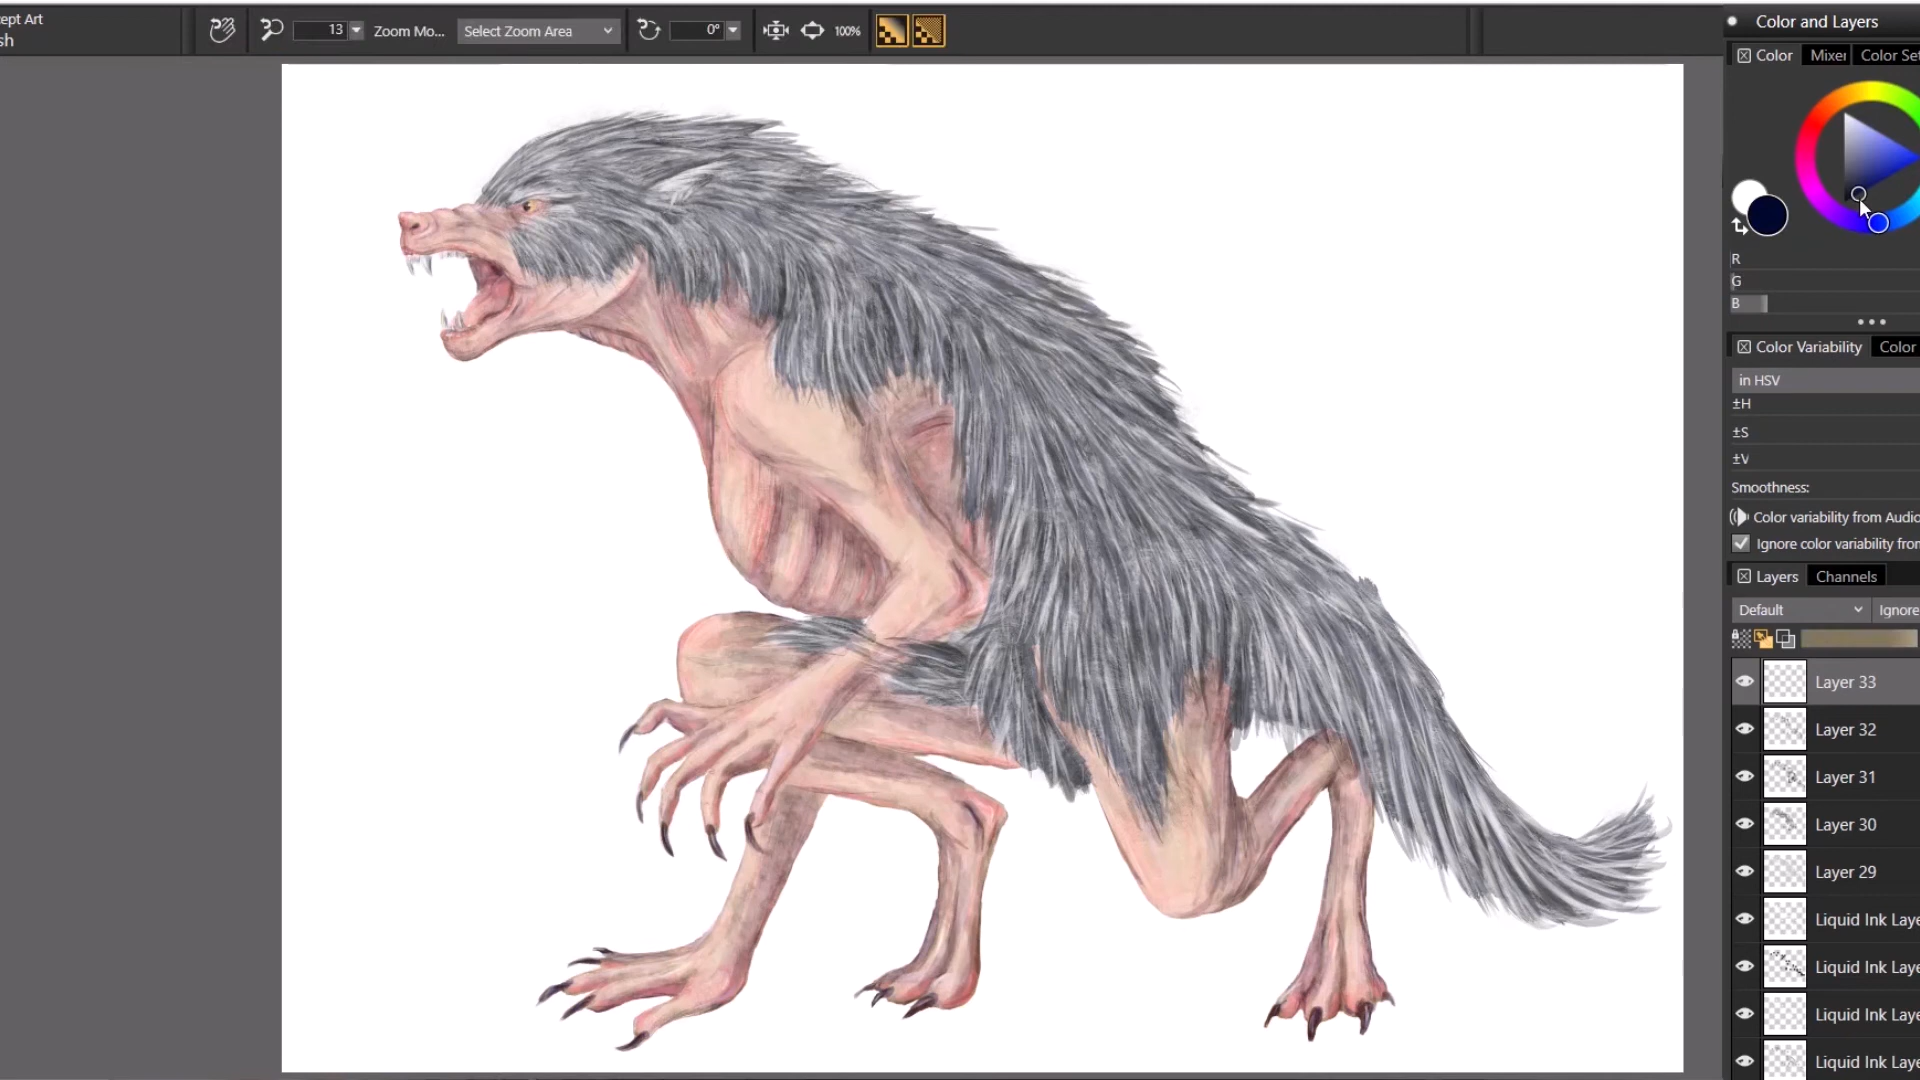 ept Art
sh
13
Zoom Mo...
Select Zoom Area
0°
100%
Color and Layers
Color
Mixer
Color Set
R
G
B
Color Variability
Color
in HSV
±H
±S
±V
Smoothness:
Color variability from Audio
Ignore color variability from
Layers
Channels
Default
Ignore
Layer 33
Layer 32
Layer 31
Layer 30
Layer 29
Liquid Ink Laye
Liquid Ink Laye
Liquid Ink Laye
Liquid Ink Laye